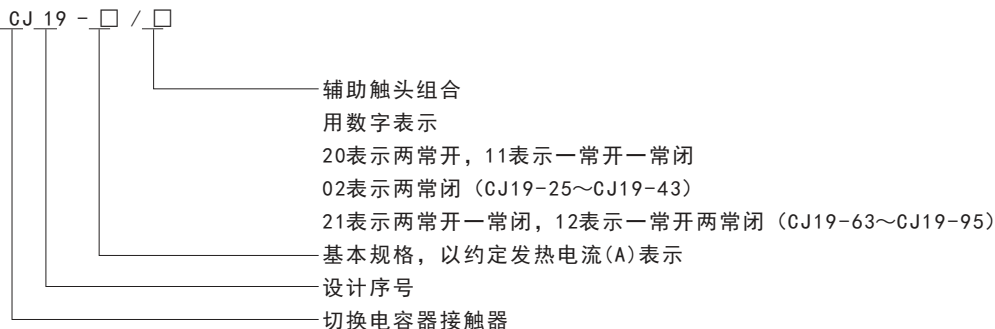 CJ 19 - □ / □
辅助触头组合
用数字表示
20表示两常开，11表示一常开一常闭
02表示两常闭（CJ19-25～CJ19-43）
21表示两常开一常闭，12表示一常开两常闭（CJ19-63～CJ19-95）
基本规格，以约定发热电流(A)表示
设计序号
切换电容器接触器